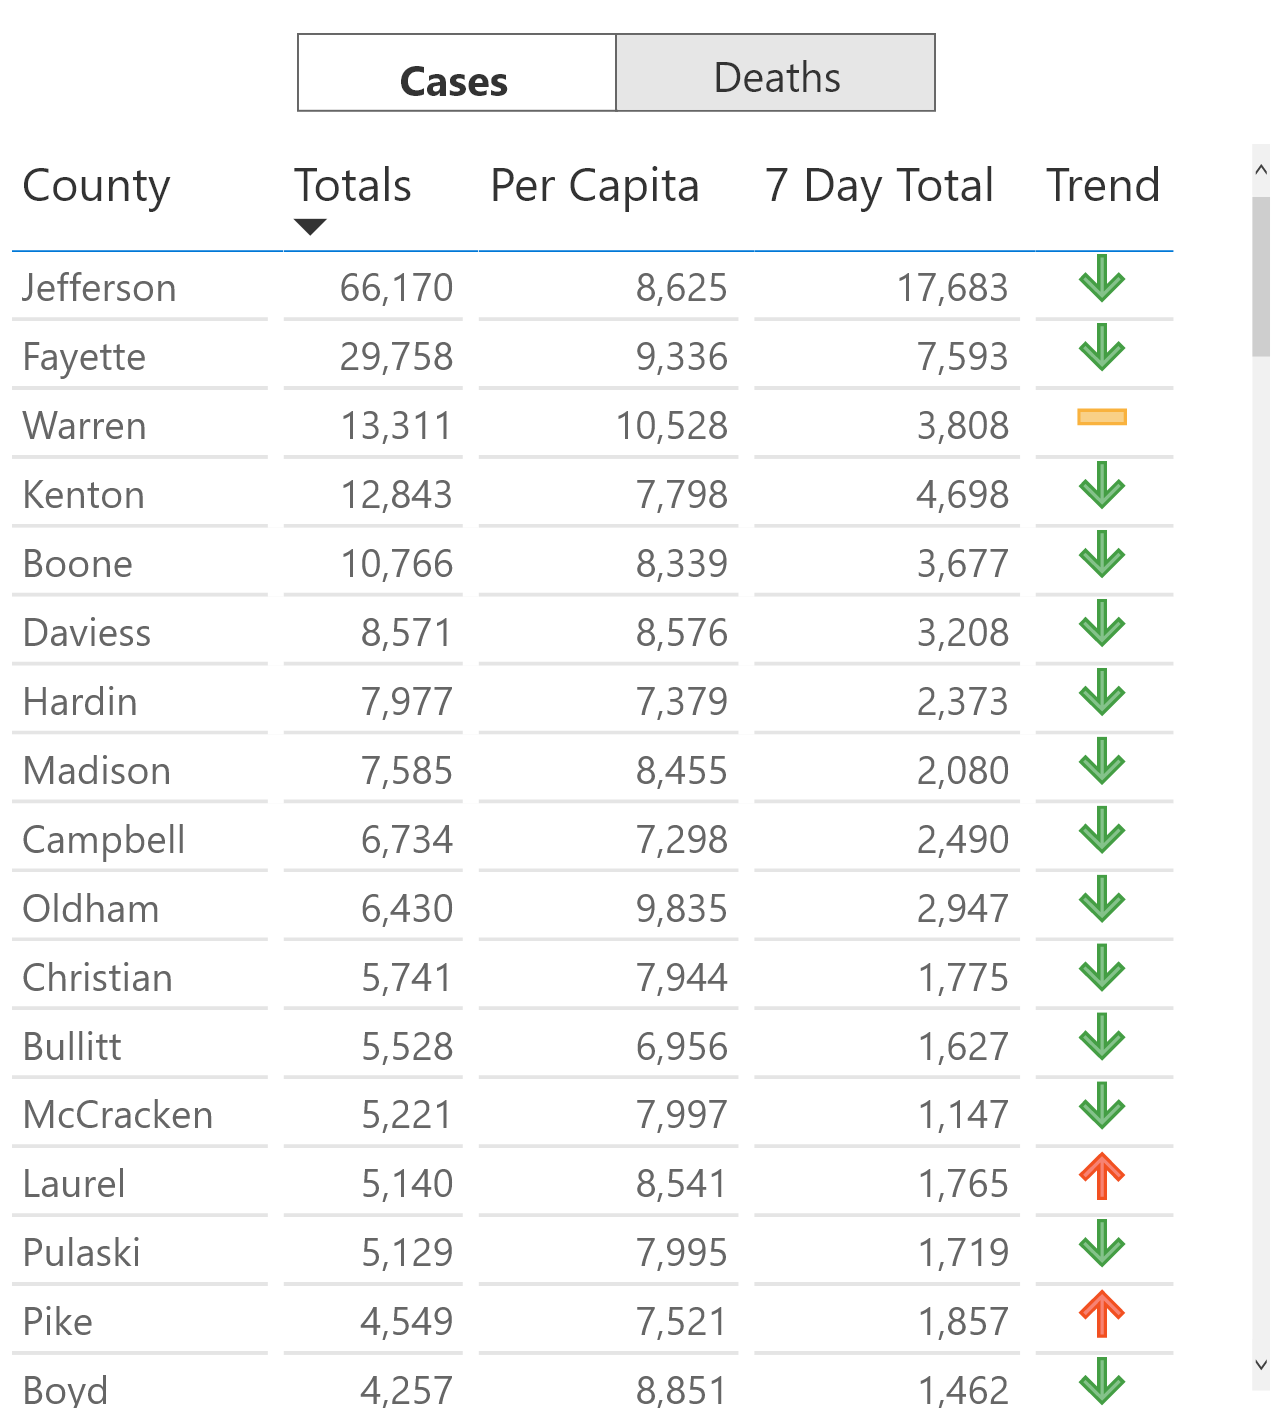 Cases Deaths
County Totals Per Capita 7 Day Total Trend
Jefferson 66,170 8,625 17,683
Fayette 29,758 9,336 7,593
Warren 13,311 10,528 3,808
Kenton 12,843 7,798 4,698
Boone 10,766 8,339 3,677
Daviess 8,571 8,576 3,208
Hardin 7,977 7,379 2,373
Madison 7,585 8,455 2,080
Campbell 6,734 7,298 2,490
Oldham 6,430 9,835 2,947
Christian 5,741 7,944 1,775
Bullitt 5,528 6,956 1,627
McCracken 5,221 7,997 1,147
Laurel 5,140 8,541 1,765
Pulaski 5,129 7,995 1,719
Pike 4,549 7,521 1,857
Boyd 4,257 8,851 1,462